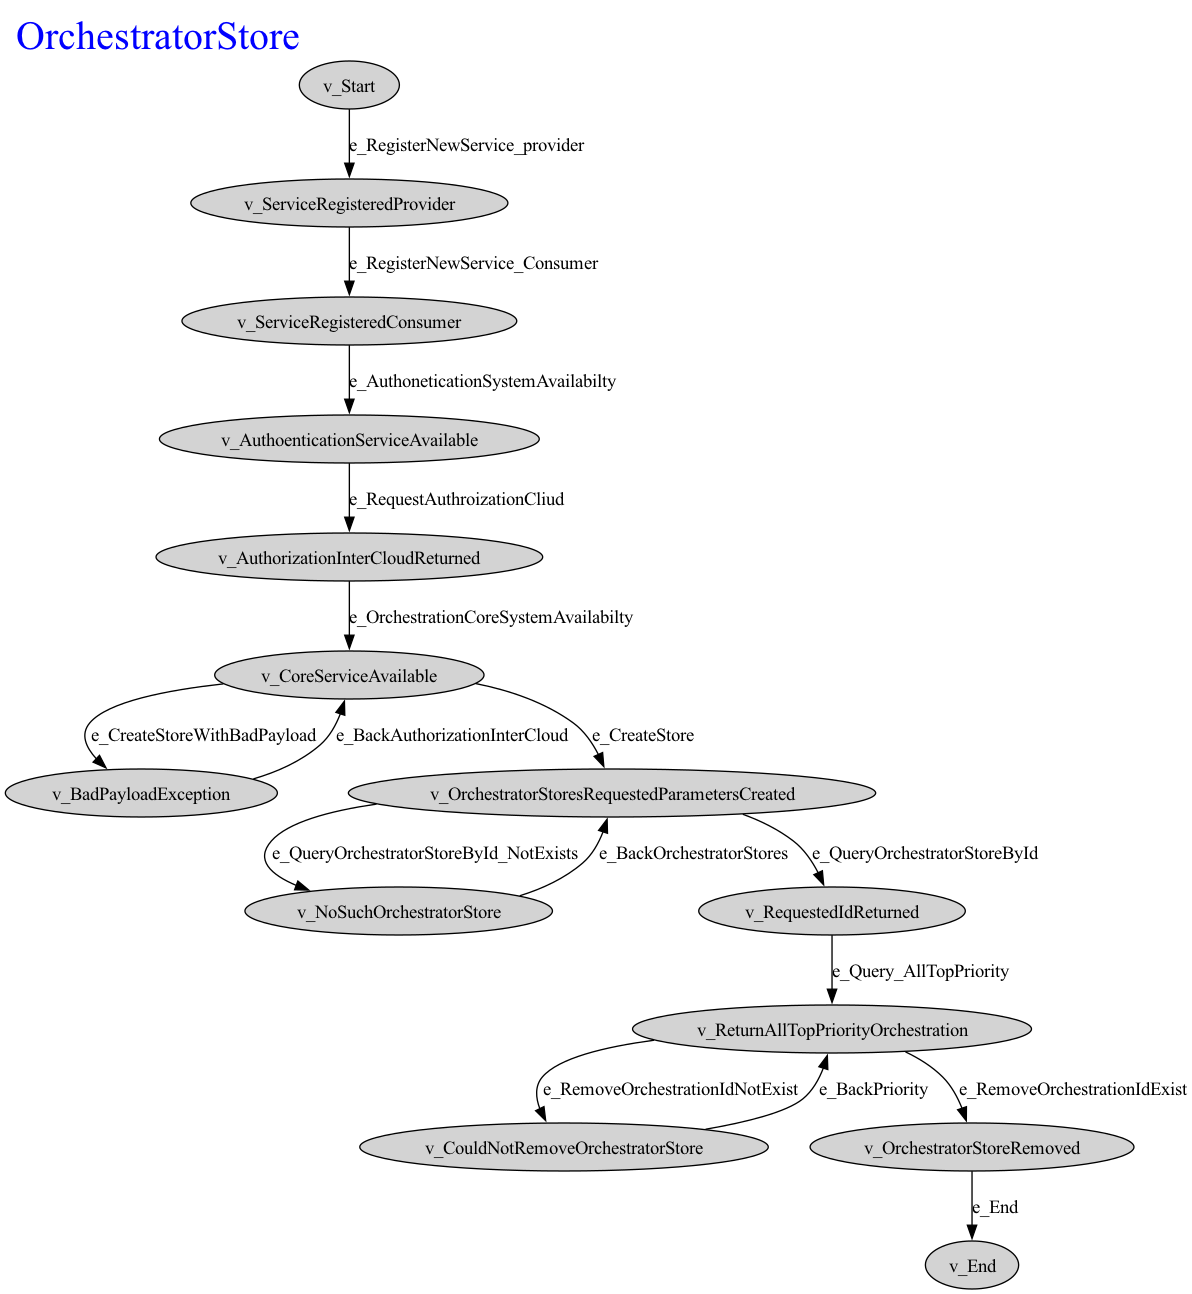 OrchestratorStore
v_Start
e_RegisterNewService_provider
v_ServiceRegisteredProvider
e_RegisterNewService_Consumer
v_ServiceRegisteredConsumer
e_AuthoneticationSystemAvailabilty
v_AuthoenticationServiceAvailable
e_RequestAuthroizationCliud
v_AuthorizationInterCloudReturned
e_OrchestrationCoreSystemAvailabilty
v_CoreServiceAvailable
e_CreateStoreWithBadPayload
e_BackAuthorizationInterCloud
e_CreateStore
v_BadPayloadException
v_OrchestratorStoresRequestedParametersCreated
e_QueryOrchestratorStoreById_NotExists
e_BackOrchestratorStores
e_QueryOrchestratorStoreById
v_NoSuchOrchestratorStore
v_RequestedIdReturned
e_Query_AllTopPriority
v_ReturnAllTopPriorityOrchestration
e_RemoveOrchestrationIdNotExist
e_BackPriority
e_RemoveOrchestrationIdExist
v_CouldNotRemoveOrchestratorStore
v_OrchestratorStoreRemoved
e_End
v_End